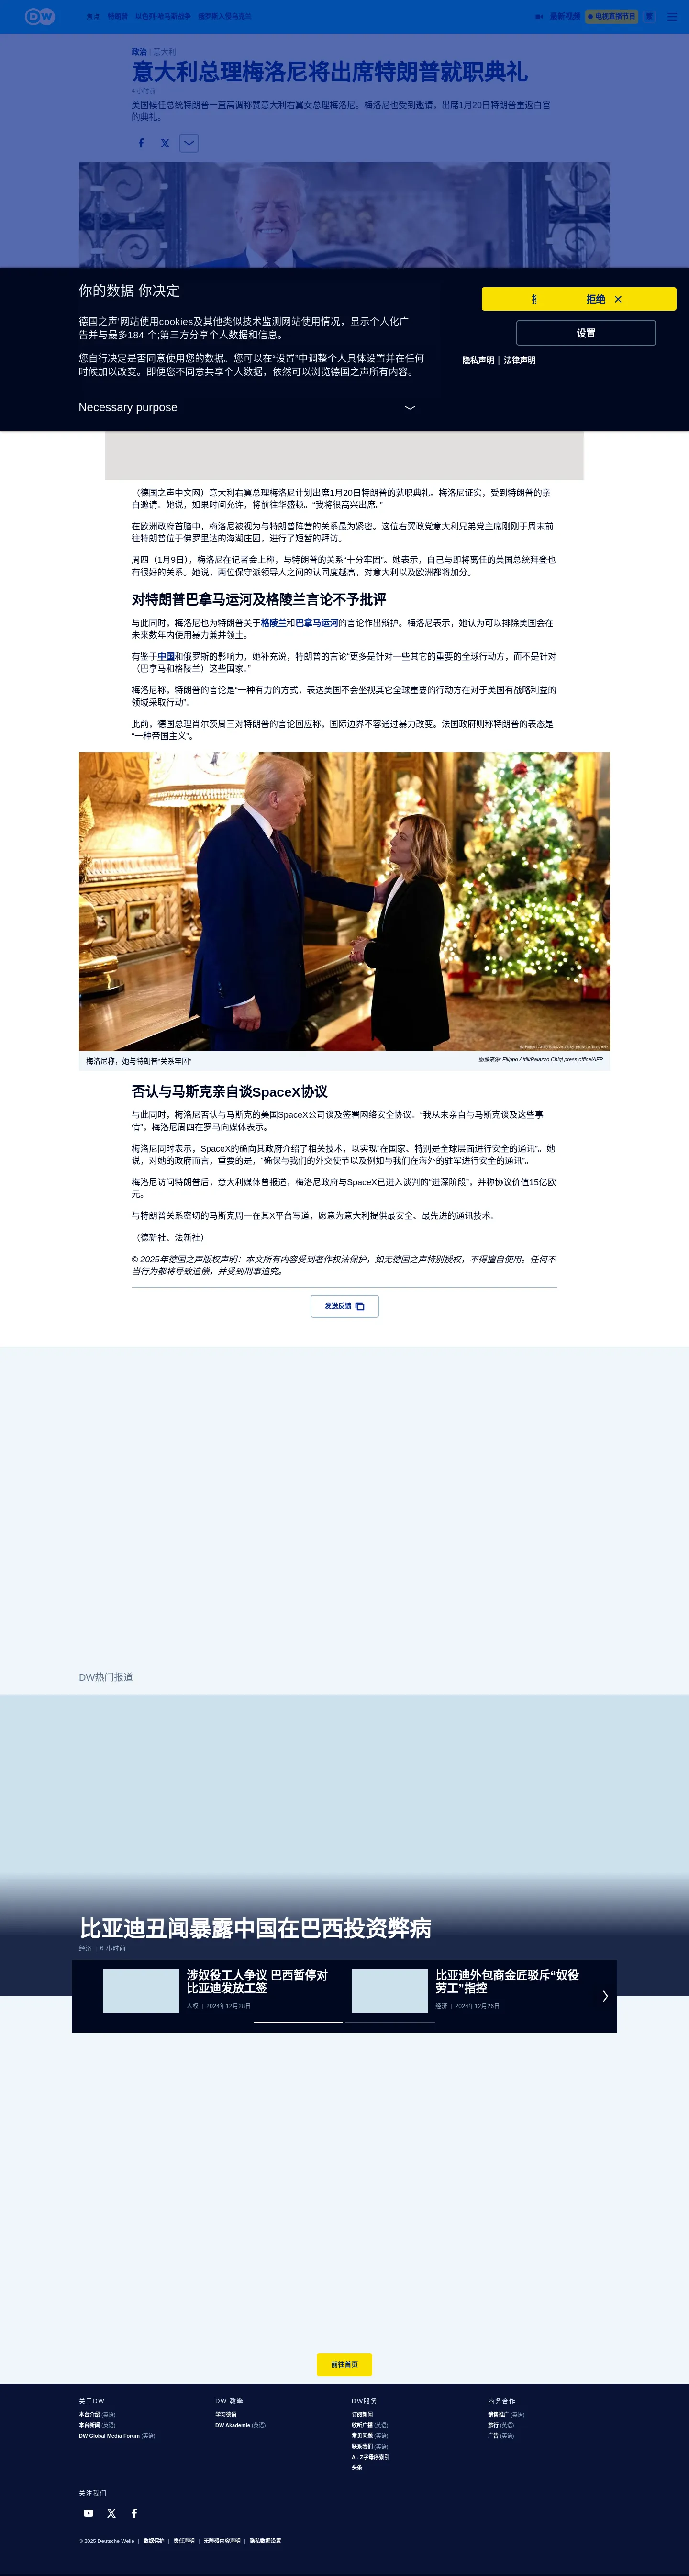 DW
焦点 特朗普 以色列-哈马斯战争 俄罗斯入侵乌克兰
最新视频
电视直播节目
繁
政治 | 意大利
意大利总理梅洛尼将出席特朗普就职典礼
4 小时前
美国候任总统特朗普一直高调称赞意大利右翼女总理梅洛尼。梅洛尼也受到邀请，出席1月20日特朗普重返白宫
的典礼。
你的数据 你决定
拒绝
德国之声'网站使用cookies及其他类似技术监测网站使用情况，显示个人化广
告并与最多184 个;第三方分享个人数据和信息。
设置
您自行决定是否同意使用您的数据。您可以在“设置”中调整个人具体设置并在任何
时候加以改变。即便您不同意共享个人数据，依然可以浏览德国之声所有内容。
隐私声明 | 法律声明
Necessary purpose
（德国之声中文网）意大利右翼总理梅洛尼计划出席1月20日特朗普的就职典礼。梅洛尼证实，受到特朗普的亲
自邀请。她说，如果时间允许，将前往华盛顿。“我将很高兴出席。”
在欧洲政府首脑中，梅洛尼被视为与特朗普阵营的关系最为紧密。这位右翼政党意大利兄弟党主席刚刚于周末前
往特朗普位于佛罗里达的海湖庄园，进行了短暂的拜访。
周四（1月9日），梅洛尼在记者会上称，与特朗普的关系“十分牢固”。她表示，自己与即将离任的美国总统拜登也
有很好的关系。她说，两位保守派领导人之间的认同度越高，对意大利以及欧洲都将加分。
对特朗普巴拿马运河及格陵兰言论不予批评
与此同时，梅洛尼也为特朗普关于格陵兰和巴拿马运河的言论作出辩护。梅洛尼表示，她认为可以排除美国会在
未来数年内使用暴力兼并领土。
有鉴于中国和俄罗斯的影响力，她补充说，特朗普的言论“更多是针对一些其它的重要的全球行动方，而不是针对
（巴拿马和格陵兰）这些国家。”
梅洛尼称，特朗普的言论是“一种有力的方式，表达美国不会坐视其它全球重要的行动方在对于美国有战略利益的
领域采取行动”。
此前，德国总理肖尔茨周三对特朗普的言论回应称，国际边界不容通过暴力改变。法国政府则称特朗普的表态是
“一种帝国主义”。
© Filippo Attili/Palazzo Chigi press office/AFP
梅洛尼称，她与特朗普“关系牢固”
图像来源: Filippo Attili/Palazzo Chigi press office/AFP
否认与马斯克亲自谈SpaceX协议
与此同时，梅洛尼否认与马斯克的美国SpaceX公司谈及签署网络安全协议。“我从未亲自与马斯克谈及这些事
情”，梅洛尼周四在罗马向媒体表示。
梅洛尼同时表示，SpaceX的确向其政府介绍了相关技术，以实现“在国家、特别是全球层面进行安全的通讯”。她
说，对她的政府而言，重要的是，“确保与我们的外交使节以及例如与我们在海外的驻军进行安全的通讯”。
梅洛尼访问特朗普后，意大利媒体曾报道，梅洛尼政府与SpaceX已进入谈判的“进深阶段”，并称协议价值15亿欧
元。
与特朗普关系密切的马斯克周一在其X平台写道，愿意为意大利提供最安全、最先进的通讯技术。
（德新社、法新社）
© 2025年德国之声版权声明：本文所有内容受到著作权法保护，如无德国之声特别授权，不得擅自使用。任何不
当行为都将导致追偿，并受到刑事追究。
发送反馈
DW热门报道
比亚迪丑闻暴露中国在巴西投资弊病
经济 | 6 小时前
涉奴役工人争议 巴西暂停对
比亚迪发放工签
人权 | 2024年12月28日
比亚迪外包商金匠驳斥“奴役
劳工”指控
经济 | 2024年12月26日
前往首页
关于DW
本台介绍 (英语)
本台新闻 (英语)
DW Global Media Forum (英语)
DW 教學
学习德语
DW Akademie (英语)
DW服务
订阅新闻
收听广播 (英语)
常见问题 (英语)
联系我们 (英语)
A - Z字母序索引
头条
商务合作
销售推广 (英语)
旅行 (英语)
广告 (英语)
关注我们
© 2025 Deutsche Welle | 数据保护 | 责任声明 | 无障碍内容声明 | 隐私数据设置